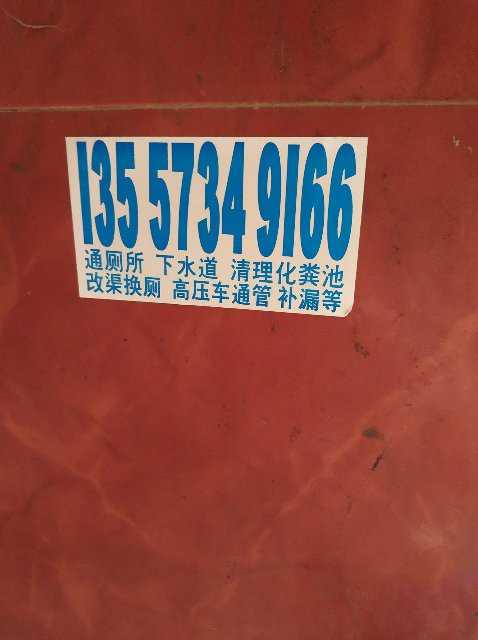 135 5734 9166
通厕所 下水道 清理化粪池
改渠换厕 高压车通管 补漏等